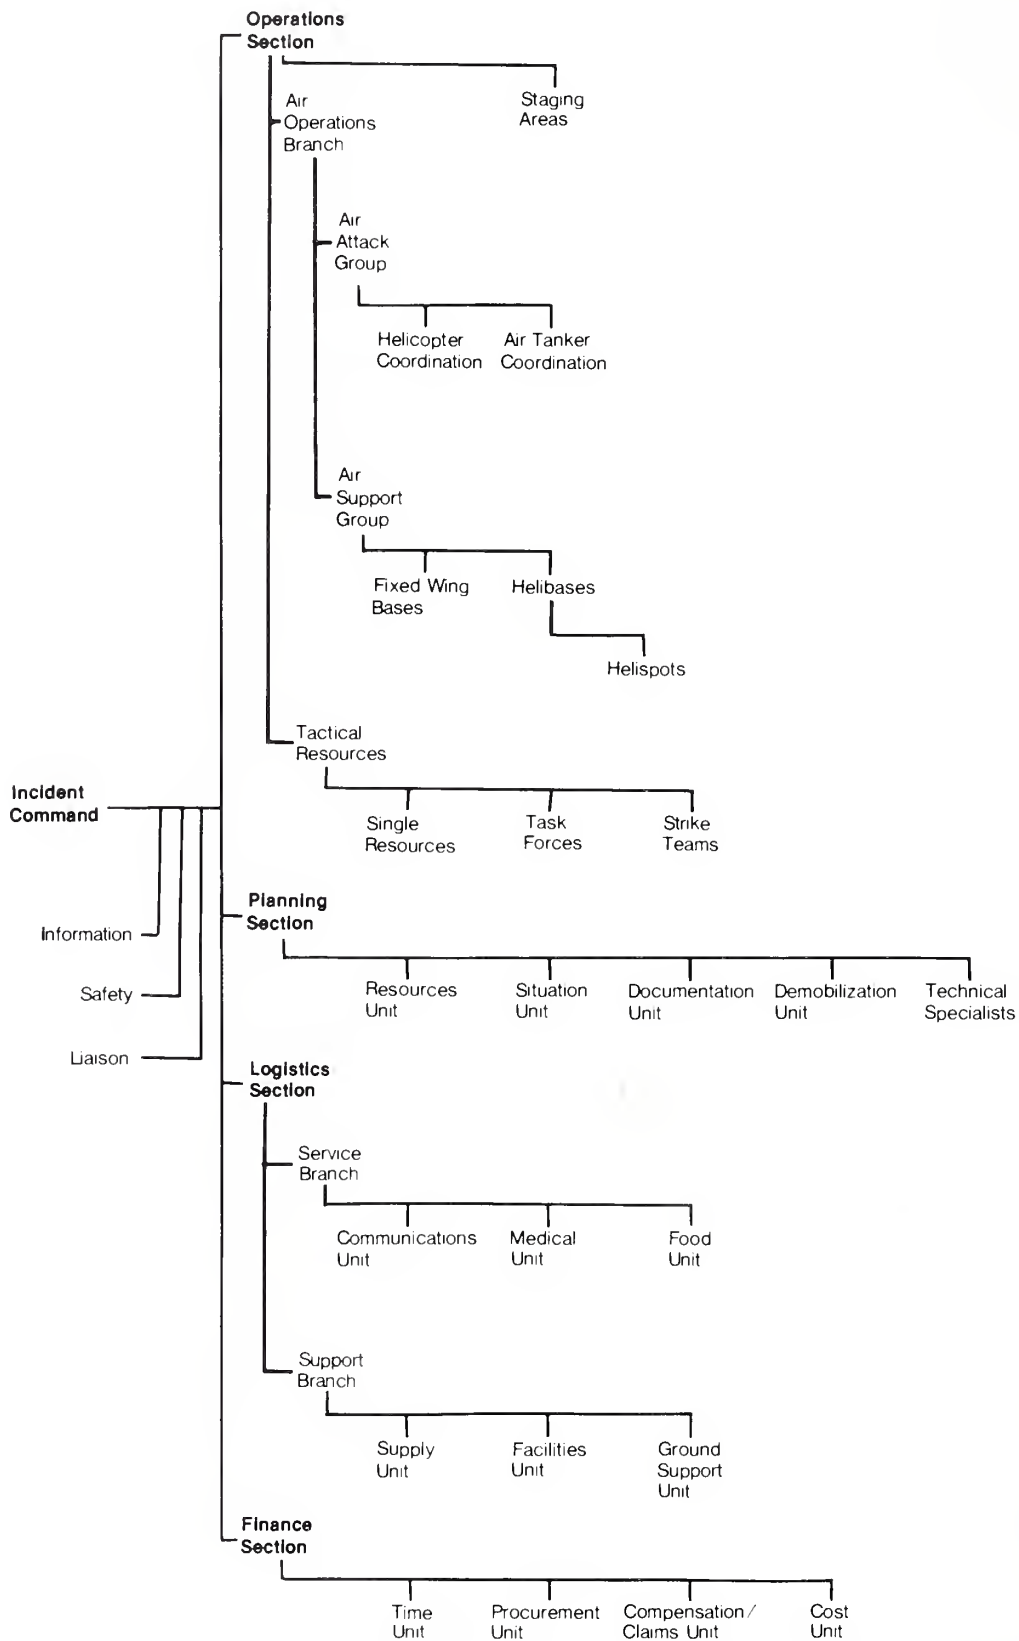 Operations
Section
Staging
Areas
Air
Operations
Branch
Air
Attack
Group
Helicopter
Coordination
Air Tanker
Coordination
Air
Support
Group
Fixed Wing
Bases
Helibases
Helispots
Tactical
Resources
Single
Resources
Task
Forces
Strike
Teams
Incident
Command
Information
Safety
Liaison
Planning
Section
Resources
Unit
Situation
Unit
Documentation
Unit
Demobilization
Unit
Technical
Specialists
Logistics
Section
Service
Branch
Communications
Unit
Medical
Unit
Food
Unit
Support
Branch
Supply
Unit
Facilities
Unit
Ground
Support
Unit
Finance
Section
Time
Unit
Procurement
Unit
Compensation/
Claims Unit
Cost
Unit